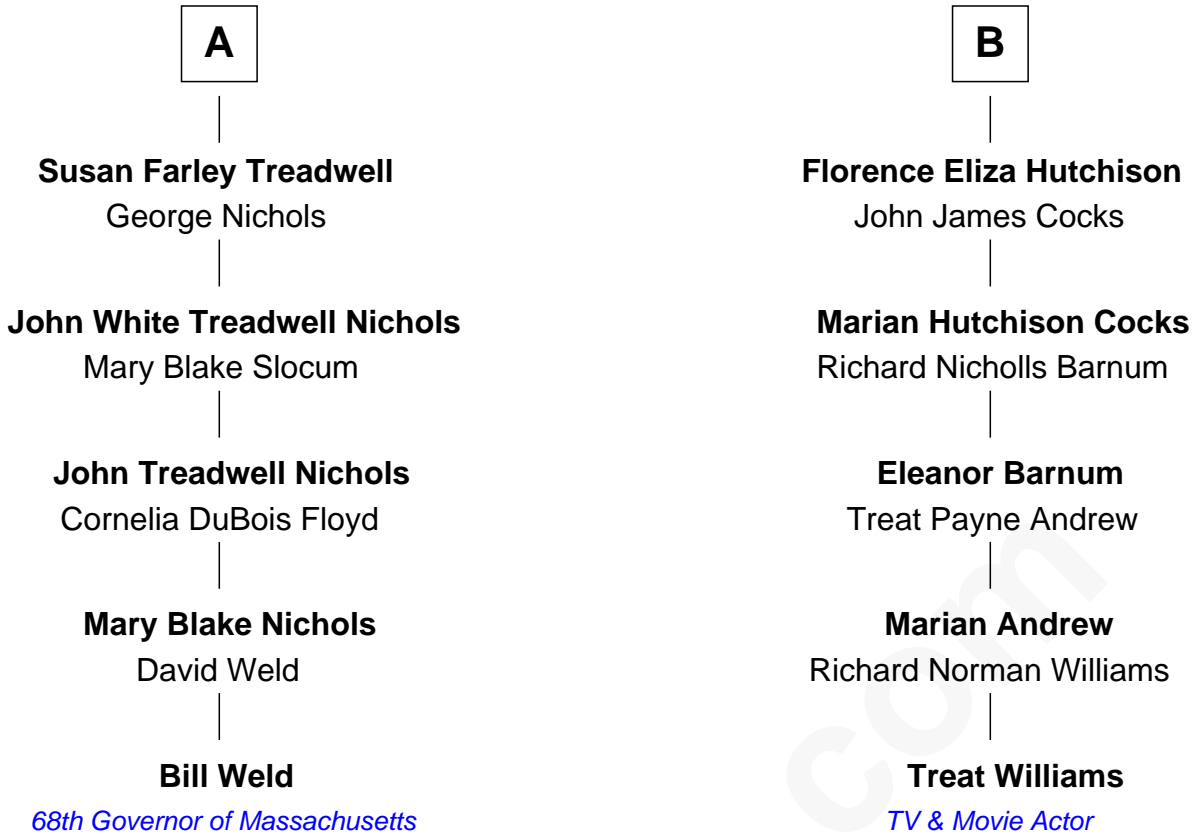 A
Susan Farley Treadwell
George Nichols
John White Treadwell Nichols
Mary Blake Slocum
John Treadwell Nichols
Cornelia DuBois Floyd
Mary Blake Nichols
David Weld
Bill Weld
68th Governor of Massachusetts
B
Florence Eliza Hutchison
John James Cocks
Marian Hutchison Cocks
Richard Nicholls Barnum
Eleanor Barnum
Treat Payne Andrew
Marian Andrew
Richard Norman Williams
Treat Williams
TV & Movie Actor
com